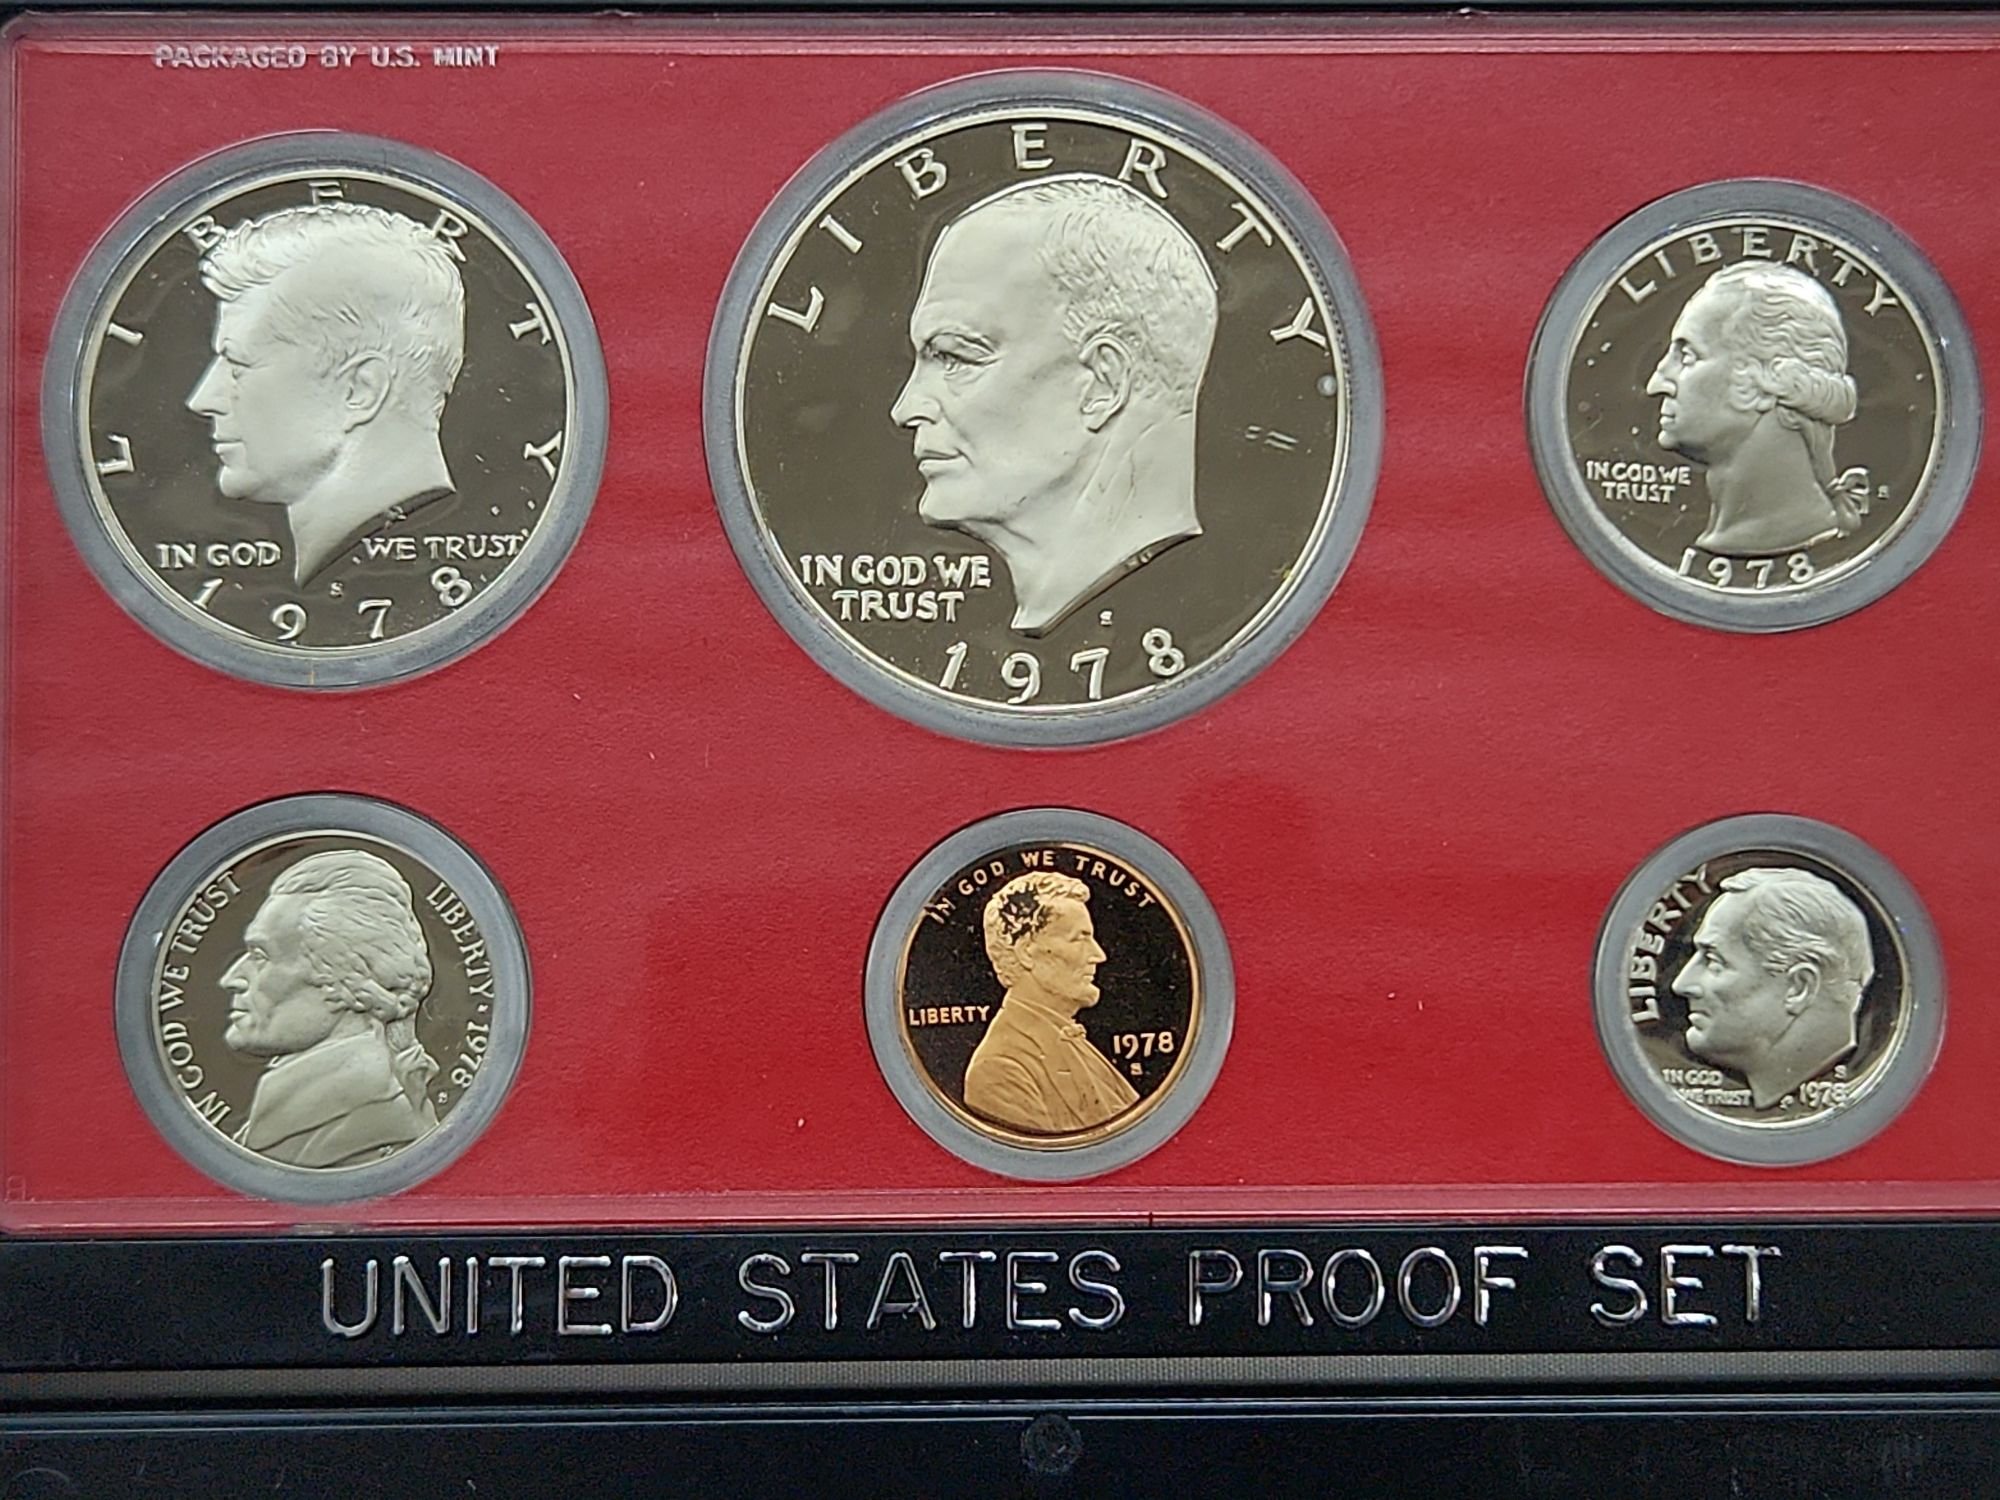 PACKAGED BY U.S. MINT
LIBERTY
IN GOD WE TRUST
S
1978
LIBERTY
IN GOD WE
TRUST
S
1978
LIBERTY
IN GOD WE
TRUST
S
1978
IN GOD WE TRUST
LIBERTY * 1978
S
IN GOD WE TRUST
LIBERTY
1978
S
LIBERTY
IN GOD
WE TRUST
S
1978
UNITED STATES PROOF SET